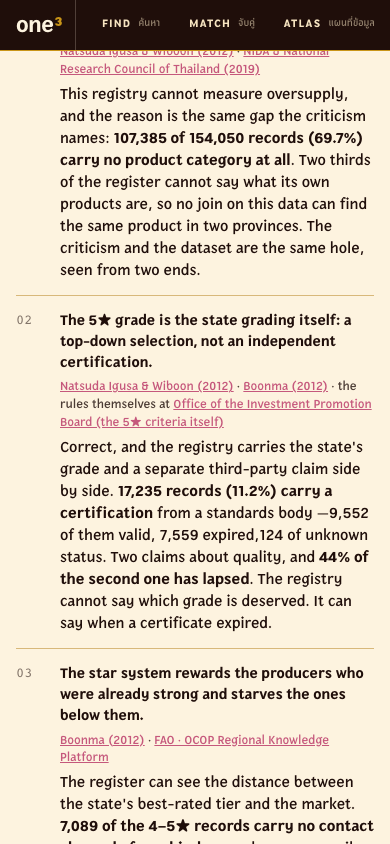 one³
FIND ค้นหา MATCH จับคู่ ATLAS แผนที่ข้อมูล
Natsuda Igusa & Wiboon (2012) · NIDA & National
Research Council of Thailand (2019)
This registry cannot measure oversupply,
and the reason is the same gap the criticism
names: 107,385 of 154,050 records (69.7%)
carry no product category at all. Two thirds
of the register cannot say what its own
products are, so no join on this data can find
the same product in two provinces. The
criticism and the dataset are the same hole,
seen from two ends.
02
The 5★ grade is the state grading itself: a
top-down selection, not an independent
certification.
Natsuda Igusa & Wiboon (2012) · Boonma (2012) · the
rules themselves at Office of the Investment Promotion
Board (the 5★ criteria itself)
Correct, and the registry carries the state's
grade and a separate third-party claim side
by side. 17,235 records (11.2%) carry a
certification from a standards body —9,552
of them valid, 7,559 expired,124 of unknown
status. Two claims about quality, and 44% of
the second one has lapsed. The registry
cannot say which grade is deserved. It can
say when a certificate expired.
03
The star system rewards the producers who
were already strong and starves the ones
below them.
Boonma (2012) · FAO · OCOP Regional Knowledge
Platform
The register can see the distance between
the state's best-rated tier and the market.
7,089 of the 4–5★ records carry no contact